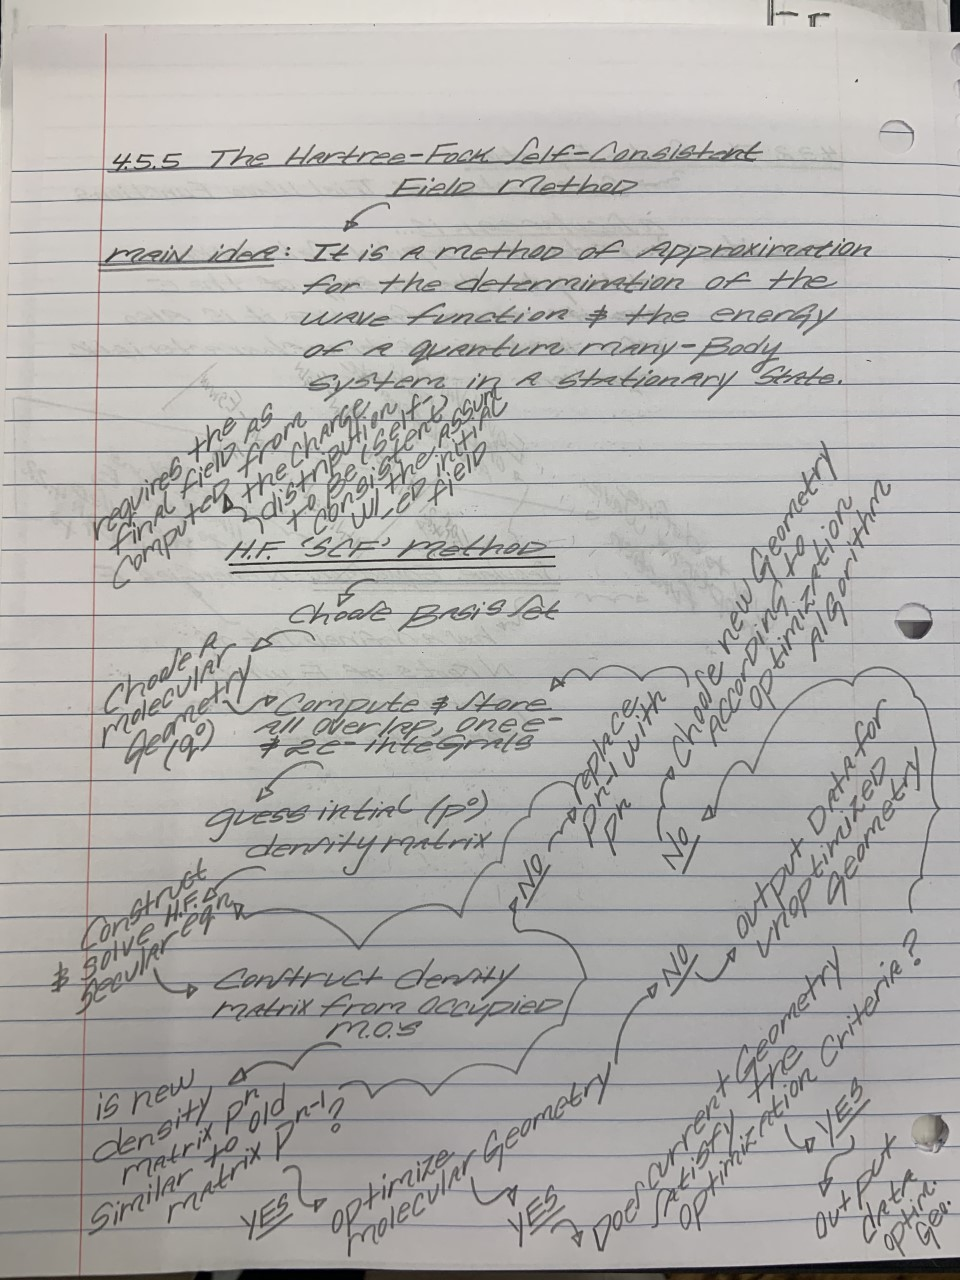 4.5.5 The Hartree-Fock Self-Consistent
Field Method
main idea: It is a method of Approximation
for the determination of the
wave function & the energy
of a quantum many-Body
system in a stationary state.
requires the
final field as
computed from
the charge
distribution
to be (self-)
consistent
w/ the assumed
initial
field
H.F. 'SCF' Method
Choose Basis Set
Choose a
molecular
geometry
(q⁰)
Compute & Store
all overlap, one e-
& 2e- integrals
guess intial (p⁰)
density matrix
Construct
& solve H.F.
Secular eqn
Construct density
matrix from occupied
m.o.s
is new
density
matrix Pⁿ
Similar to old
matrix Pⁿ⁻¹?
NO
replace
Pⁿ⁻¹ with
Pⁿ
YES
optimize
molecular Geometry
NO
output Data for
unoptimized
Geometry
YES
Does current Geometry
satisfy the
optimization Criteria?
NO
Choose new Geometry
according to
optimization
algorithm
YES
output
data
optim.
Geo.